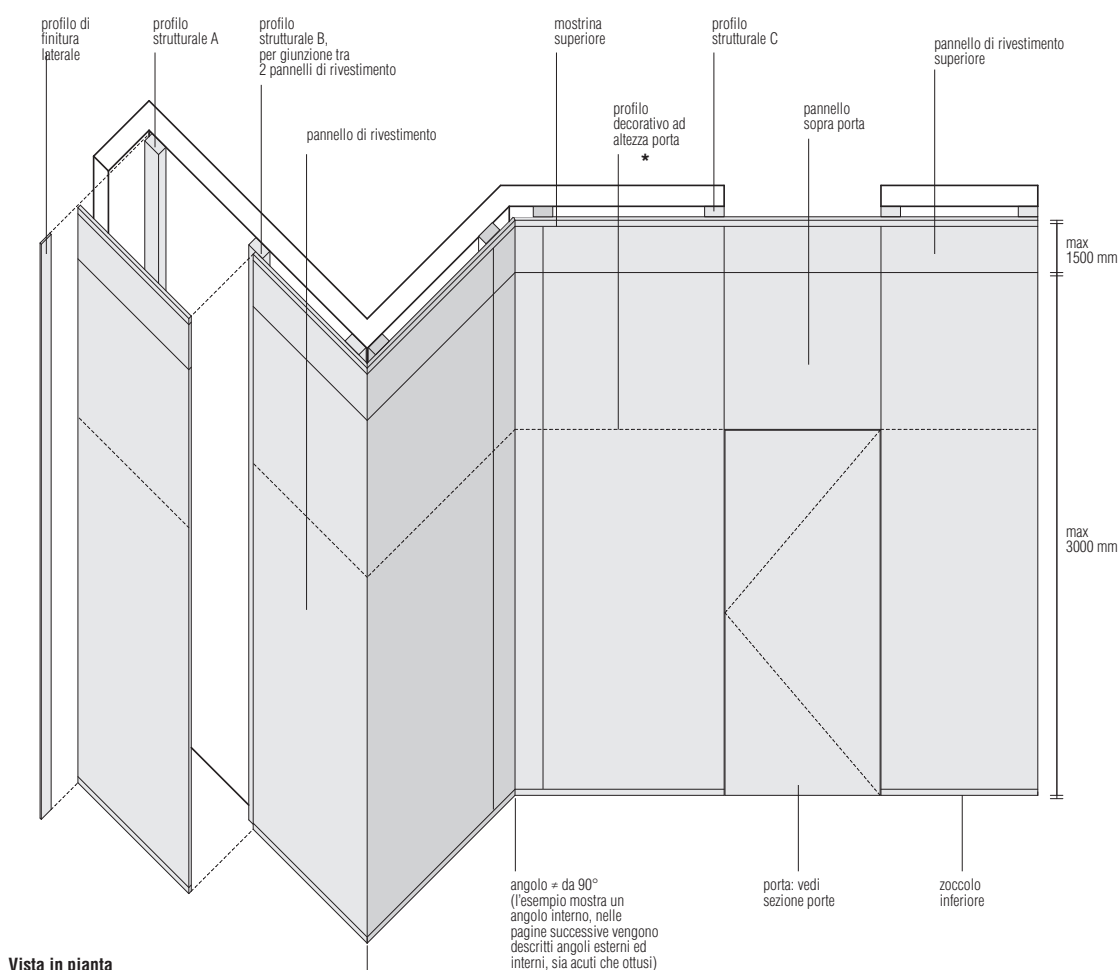 profilo di
finitura
laterale
profilo
strutturale A
profilo
strutturale B,
per giunzione tra
2 pannelli di rivestimento
mostrina
superiore
profilo
strutturale C
pannello di rivestimento
superiore
pannello di rivestimento
profilo
decorativo ad
altezza porta
*
pannello
sopra porta
max
1500 mm
max
3000 mm
angolo ≠ da 90°
(l'esempio mostra un
angolo interno, nelle
pagine successive vengono
descritti angoli esterni ed
interni, sia acuti che ottusi)
porta: vedi
sezione porte
zoccolo
inferiore
Vista in pianta